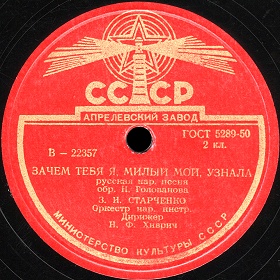 СССР
АПРЕЛЕВСКИЙ ЗАВОД
ГОСТ 5289-50
2 кл.
В – 22357
ЗАЧЕМ ТЕБЯ Я, МИЛЫЙ МОЙ, УЗНАЛА
русская нар. песня
обр. Н. Голованова
З. И. СТАРЧЕНКО
Оркестр нар. инстр.
Дирижер
Н. Ф. Хиврич
МИНИСТЕРСТВО КУЛЬТУРЫ СССР